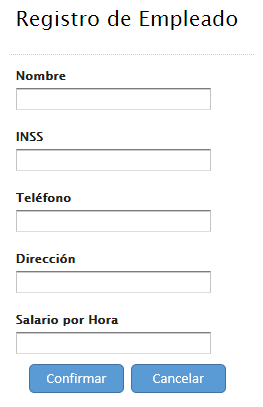 Registro de Empleado
Nombre
INSS
Teléfono
Dirección
Salario por Hora
Confirmar Cancelar